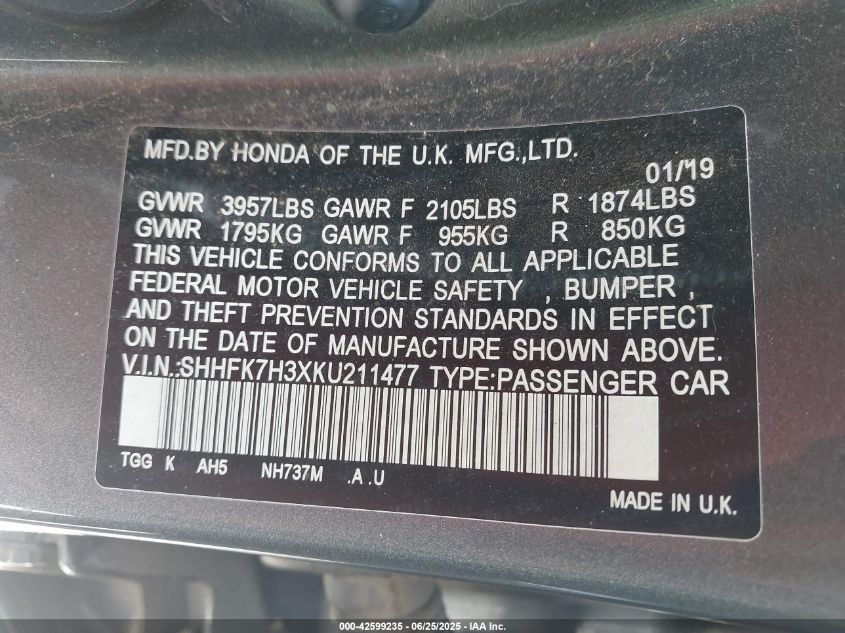 MFD.BY HONDA OF THE U.K. MFG.,LTD.
01/19
GVWR 3957LBS GAWR F 2105LBS R 1874LBS
GVWR 1795KG GAWR F 955KG R 850KG
THIS VEHICLE CONFORMS TO ALL APPLICABLE
FEDERAL MOTOR VEHICLE SAFETY , BUMPER ,
AND THEFT PREVENTION STANDARDS IN EFFECT
ON THE DATE OF MANUFACTURE SHOWN ABOVE.
V.I.N.:SHHFK7H3XKU211477 TYPE:PASSENGER CAR
TGG K AH5 NH737M .A .U
MADE IN U.K.
000-42599235 - 06/25/2025 - IAA Inc.